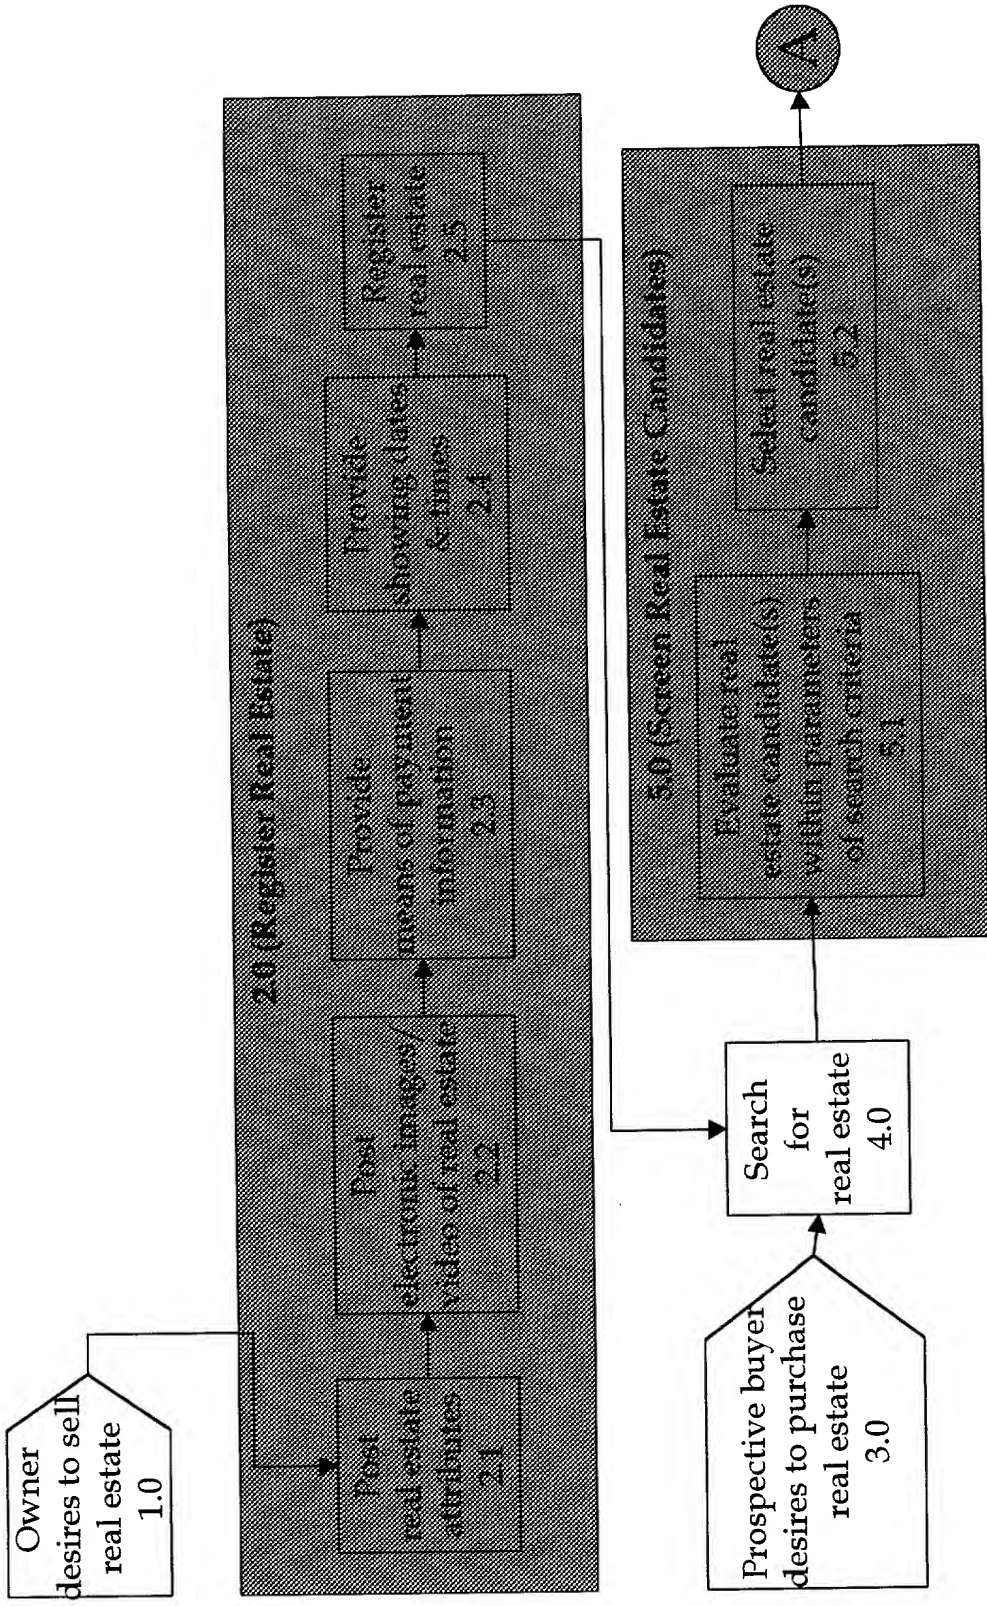 Owner
desires to sell
real estate
1.0
2.0 (Register Real Estate)
Post
real estate
attributes
2.1
Post
electronic images/
video of real estate
2.2
Provide
means of payment
information
2.3
Provide
showing dates
& times
2.4
Register
real estate
2.5
Prospective buyer
desires to purchase
real estate
3.0
Search
for
real estate
4.0
5.0 (Screen Real Estate Candidates)
Evaluate real
estate candidate(s)
within parameters
of search criteria
5.1
Select real estate
candidate(s)
5.2
A